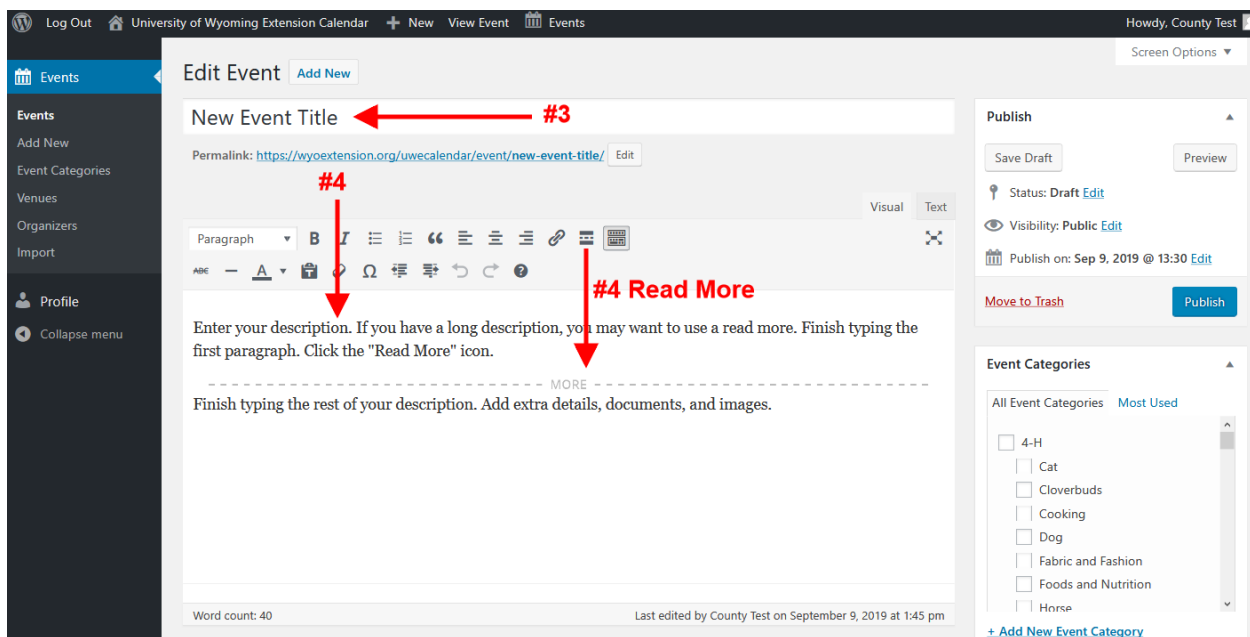 Log Out University of Wyoming Extension Calendar New View Event Events Howdy, County Test
Screen Options
Events
Edit Event Add New
Events
Add New
Event Categories
Venues
Organizers
Import
Profile
Collapse menu
New Event Title #3
Permalink: https://wyoextension.org/uwecalendar/event/new-event-title/ Edit
#4
Visual Text
Paragraph B I
ABC A Ω
#4 Read More
Enter your description. If you have a long description, you may want to use a read more. Finish typing the
first paragraph. Click the "Read More" icon.
MORE
Finish typing the rest of your description. Add extra details, documents, and images.
Word count: 40 Last edited by County Test on September 9, 2019 at 1:45 pm
Publish
Save Draft Preview
Status: Draft Edit
Visibility: Public Edit
Publish on: Sep 9, 2019 @ 13:30 Edit
Move to Trash Publish
Event Categories
All Event Categories Most Used
4-H
Cat
Cloverbuds
Cooking
Dog
Fabric and Fashion
Foods and Nutrition
Horse
+ Add New Event Category